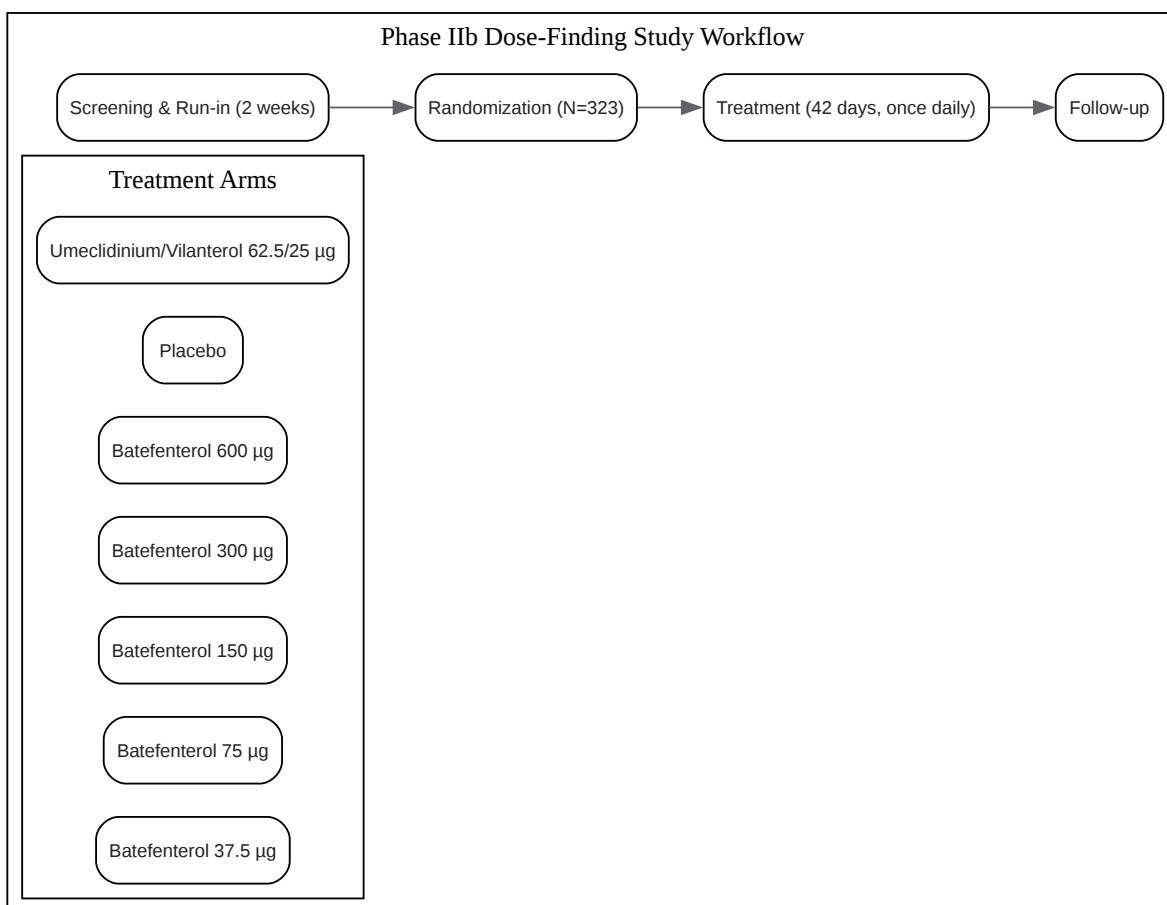 Phase IIb Dose-Finding Study Workflow
Screening & Run-in (2 weeks)
Randomization (N=323)
Treatment (42 days, once daily)
Follow-up
Treatment Arms
Umeclidinium/Vilanterol 62.5/25 µg
Placebo
Batefenterol 600 µg
Batefenterol 300 µg
Batefenterol 150 µg
Batefenterol 75 µg
Batefenterol 37.5 µg